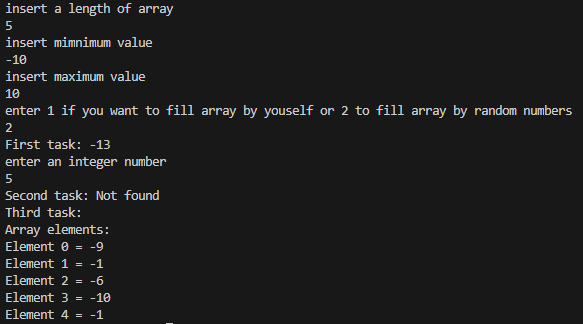 insert a length of array
5
insert mimnimum value
-10
insert maximum value
10
enter 1 if you want to fill array by youself or 2 to fill array by random numbers
2
First task: -13
enter an integer number
5
Second task: Not found
Third task:
Array elements:
Element 0 = -9
Element 1 = -1
Element 2 = -6
Element 3 = -10
Element 4 = -1